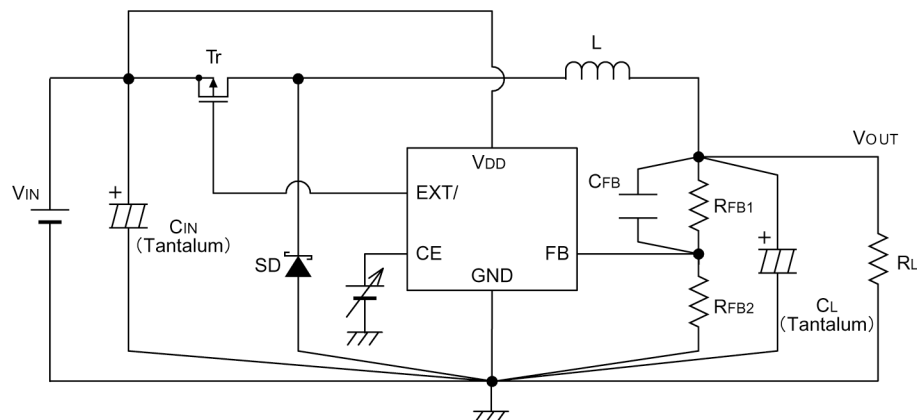 Tr
L
VDD
VOUT
VIN
+
CIN
(Tantalum)
EXT/
CFB
RFB1
SD
CE
FB
GND
+
RL
RFB2
CL
(Tantalum)